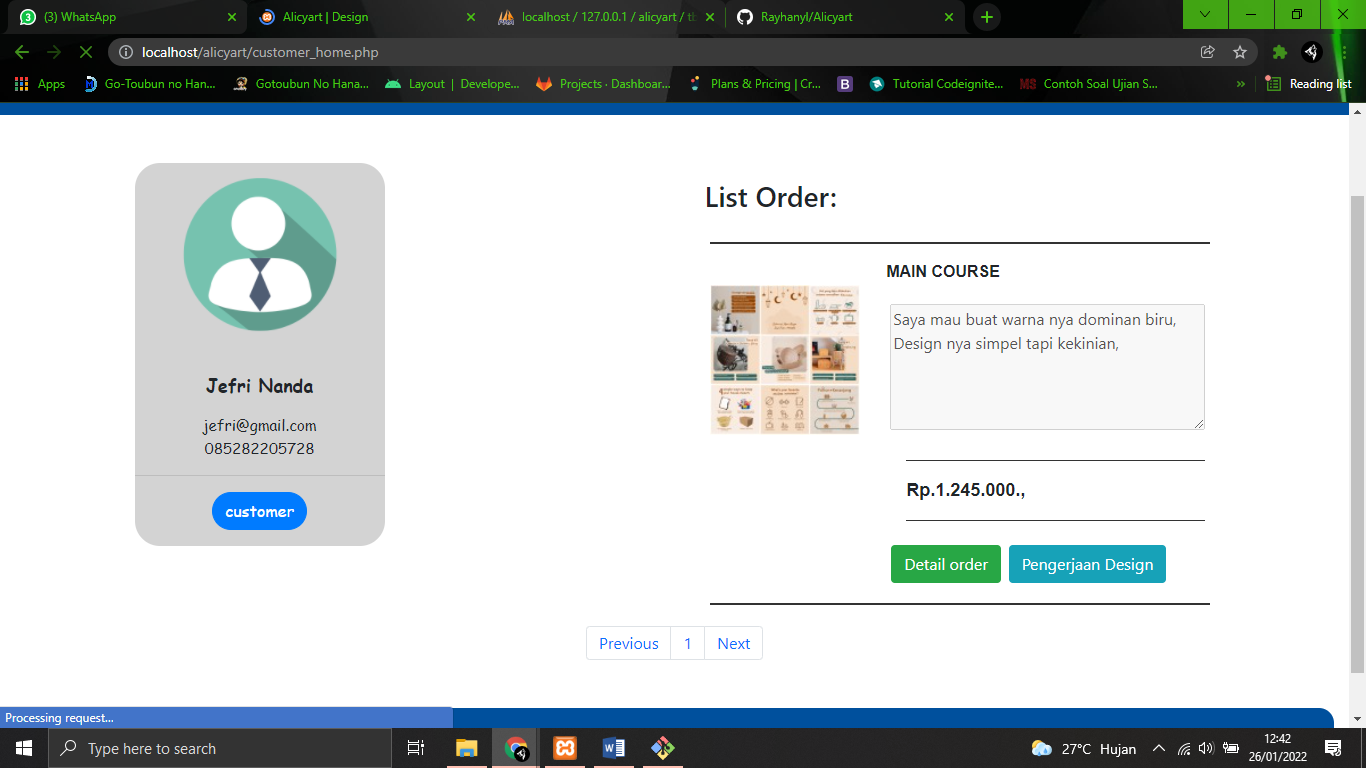 (3) WhatsApp
Alicyart | Design
localhost / 127.0.0.1 / alicyart / tb
Rayhanyl/Alicyart
localhost/alicyart/customer_home.php
Apps
Go-Toubun no Han...
Gotoubun No Hana...
Layout | Develope...
Projects · Dashboar...
Plans & Pricing | Cr...
B
Tutorial Codeignite...
MS
Contoh Soal Ujian S...
»
Reading list
List Order:
MAIN COURSE
Saya mau buat warna nya dominan biru,
Design nya simpel tapi kekinian,
Jefri Nanda
jefri@gmail.com
085282205728
customer
Rp.1.245.000.,
Detail order
Pengerjaan Design
Previous
1
Next
Processing request...
Type here to search
27°C Hujan
12:42
26/01/2022